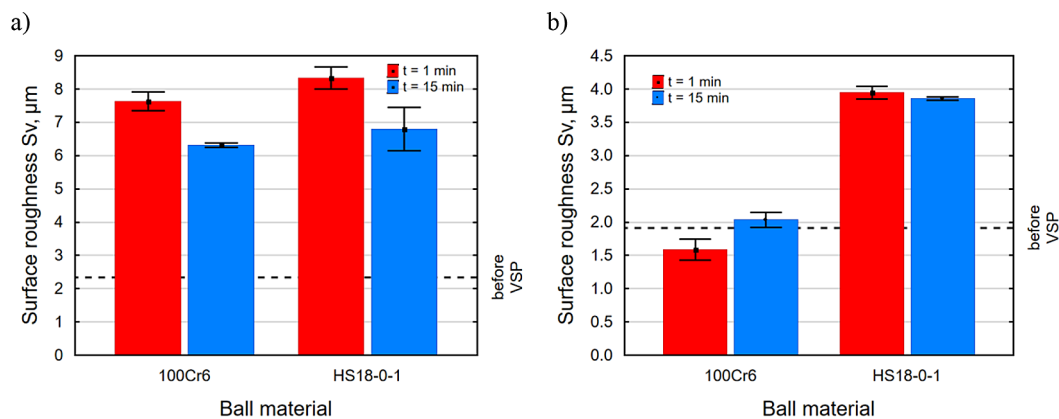 a)
Surface roughness Sv, µm
9
8
7
6
5
4
3
2
1
0
t = 1 min
t = 15 min
before
VSP
100Cr6
HS18-0-1
Ball material
b)
Surface roughness Sv, µm
4.5
4.0
3.5
3.0
2.5
2.0
1.5
1.0
0.5
0.0
t = 1 min
t = 15 min
before
VSP
100Cr6
HS18-0-1
Ball material